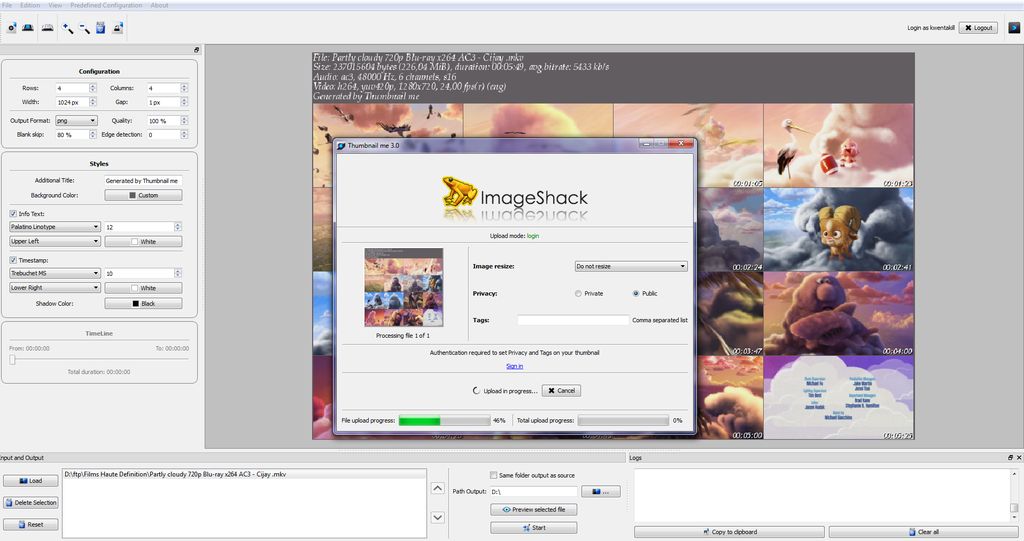 File Edition View Predefined Configuration About
Login as kwentakill Logout
Configuration
Rows: 4 Columns: 4
Width: 1024 px Gap: 1 px
Output Format: png Quality: 100 %
Blank skip: 80 % Edge detection: 0
Styles
Additional Title: Generated by Thumbnail me
Background Color: Custom
Info Text:
Palatino Linotype 12
Upper Left White
Timestamp:
Trebuchet MS 10
Lower Right White
Shadow Color: Black
TimeLine
From: 00:00:00 To: 00:00:00
Total duration: 00:00:00
File: Partly cloudy 720p Blu-ray x264 AC3 - Cijay .mkv
Size: 237015604 bytes (226,04 MiB), duration: 00:05:49, avg.bitrate: 5433 kb/s
Audio: ac3, 48000 Hz, 6 channels, s16
Video: h264, yuv420p, 1280x720, 24,00 fps(r) (eng)
Generated by Thumbnail me
00:01:05 00:01:23
00:02:24 00:02:41
00:03:47 00:04:00
00:05:00 00:05:25
Thumbnail me 3.0
ImageShack
Upload mode: login
Image resize: Do not resize
Privacy: Private Public
Tags: Comma separated list
Processing file 1 of 1
Authentication required to set Privacy and Tags on your thumbnail
Sign in
Upload in progress... Cancel
File upload progress: 46% Total upload progress: 0%
Input and Output
Load
Delete Selection
Reset
D:\ftp\Films Haute Definition\Partly cloudy 720p Blu-ray x264 AC3 - Cijay .mkv
Same folder output as source
Path Output: D:\ ...
Preview selected file
Start
Logs
Copy to clipboard Clear all